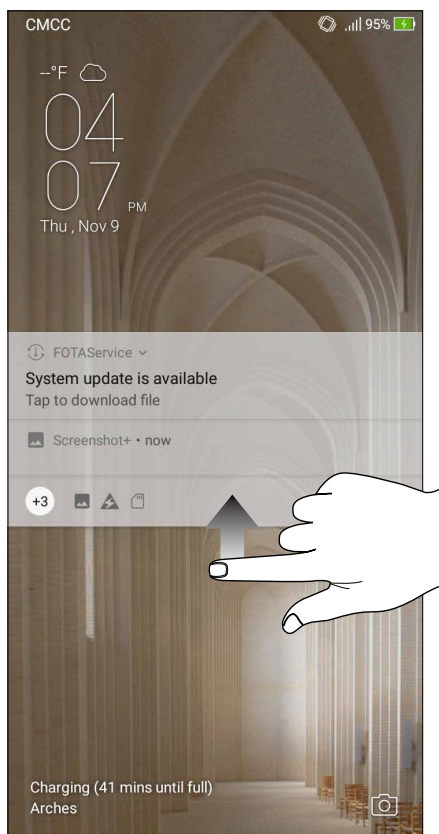 CMCC 95%
--°F
04
07 PM
Thu , Nov 9
FOTAService
System update is available
Tap to download file
Screenshot+ • now
+3
Charging (41 mins until full)
Arches